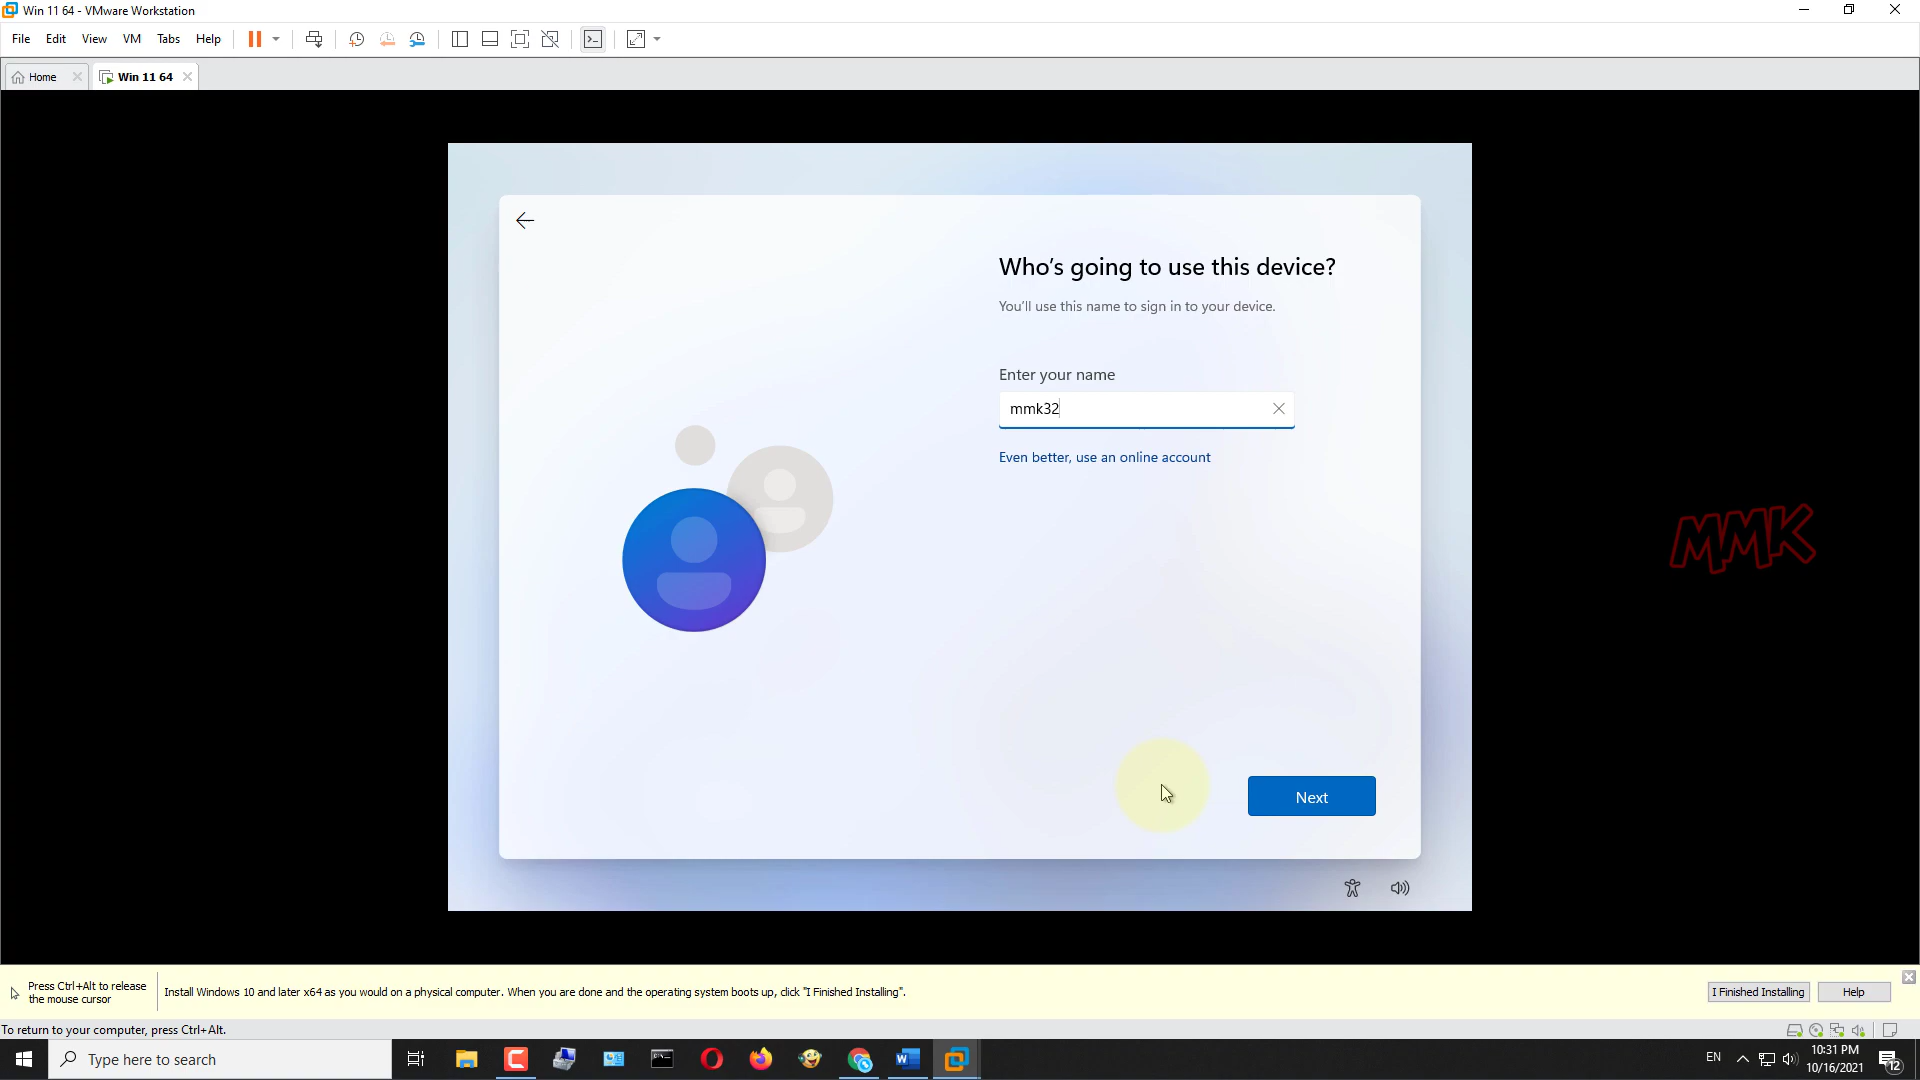 Win 11 64 - VMware Workstation
File Edit View VM Tabs Help
Home Win 11 64
Who's going to use this device?
You'll use this name to sign in to your device.
Enter your name
mmk32
Even better, use an online account
MMK
Next
Press Ctrl+Alt to release
the mouse cursor
Install Windows 10 and later x64 as you would on a physical computer. When you are done and the operating system boots up, click "I Finished Installing".
I Finished Installing
Help
To return to your computer, press Ctrl+Alt.
Type here to search
EN
10:31 PM
10/16/2021
12